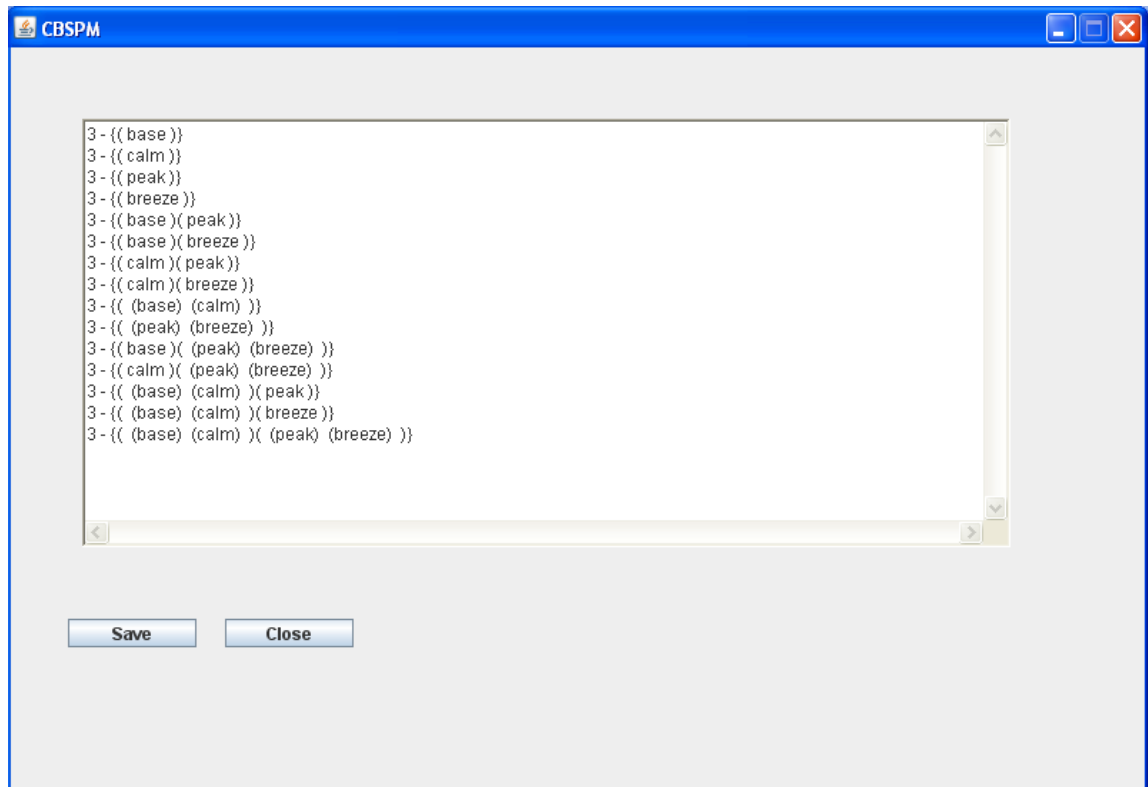 CBSPM
3 - {( base )}
3 - {( calm )}
3 - {( peak )}
3 - {( breeze )}
3 - {( base )( peak )}
3 - {( base )( breeze )}
3 - {( calm )( peak )}
3 - {( calm )( breeze )}
3 - {(  (base)  (calm)  )}
3 - {(  (peak)  (breeze)  )}
3 - {( base )(  (peak)  (breeze)  )}
3 - {( calm )(  (peak)  (breeze)  )}
3 - {(  (base)  (calm)  )( peak )}
3 - {(  (base)  (calm)  )( breeze )}
3 - {(  (base)  (calm)  )(  (peak)  (breeze)  )}
Save Close